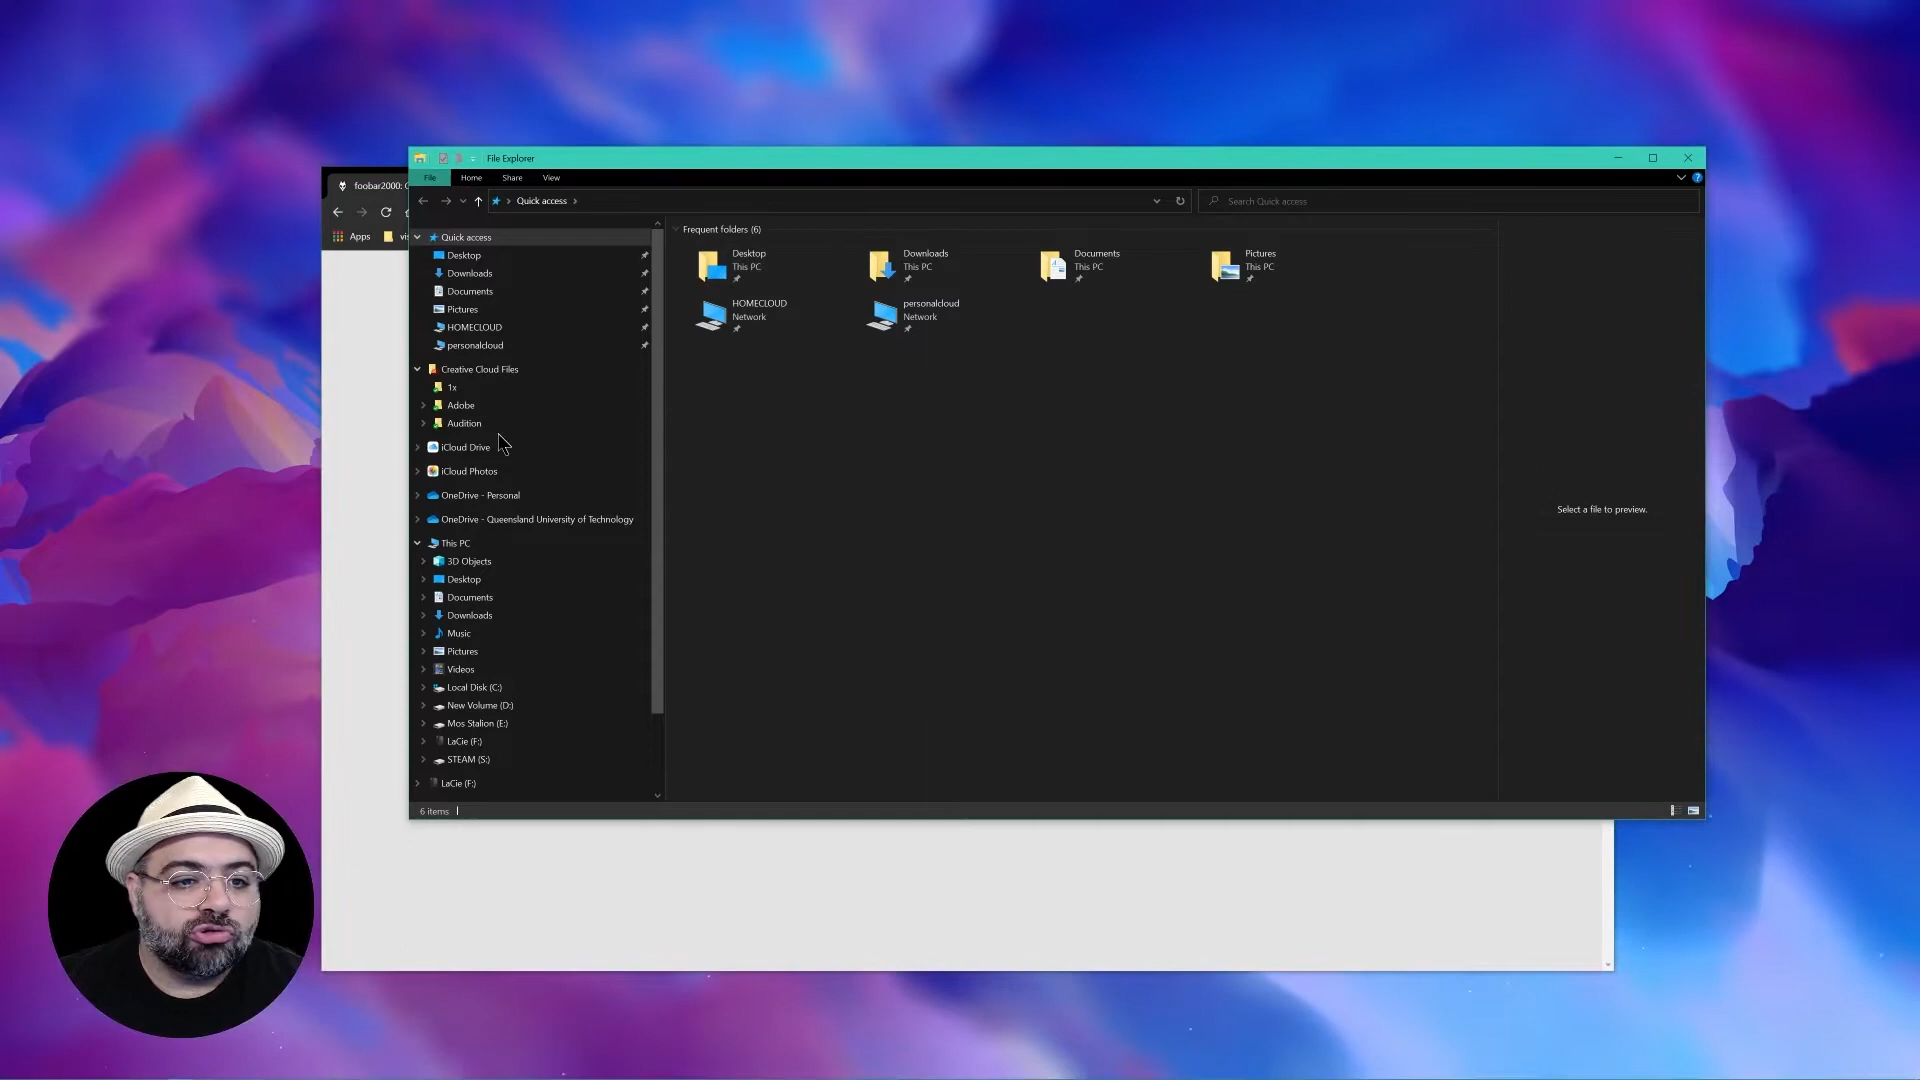 File Explorer
File
Home
Share
View
foobar2000:
Quick access
Search Quick access
Apps
Quick access
Desktop
Downloads
Documents
Pictures
HOMECLOUD
personalcloud
Creative Cloud Files
1x
Adobe
Audition
iCloud Drive
iCloud Photos
OneDrive - Personal
OneDrive - Queensland University of Technology
This PC
3D Objects
Desktop
Documents
Downloads
Music
Pictures
Videos
Local Disk (C:)
New Volume (D:)
Mos Stalion (E:)
LaCie (F:)
STEAM (S:)
LaCie (F:)
Frequent folders (6)
Desktop
This PC
Downloads
This PC
Documents
This PC
Pictures
This PC
HOMECLOUD
Network
personalcloud
Network
Select a file to preview.
6 items